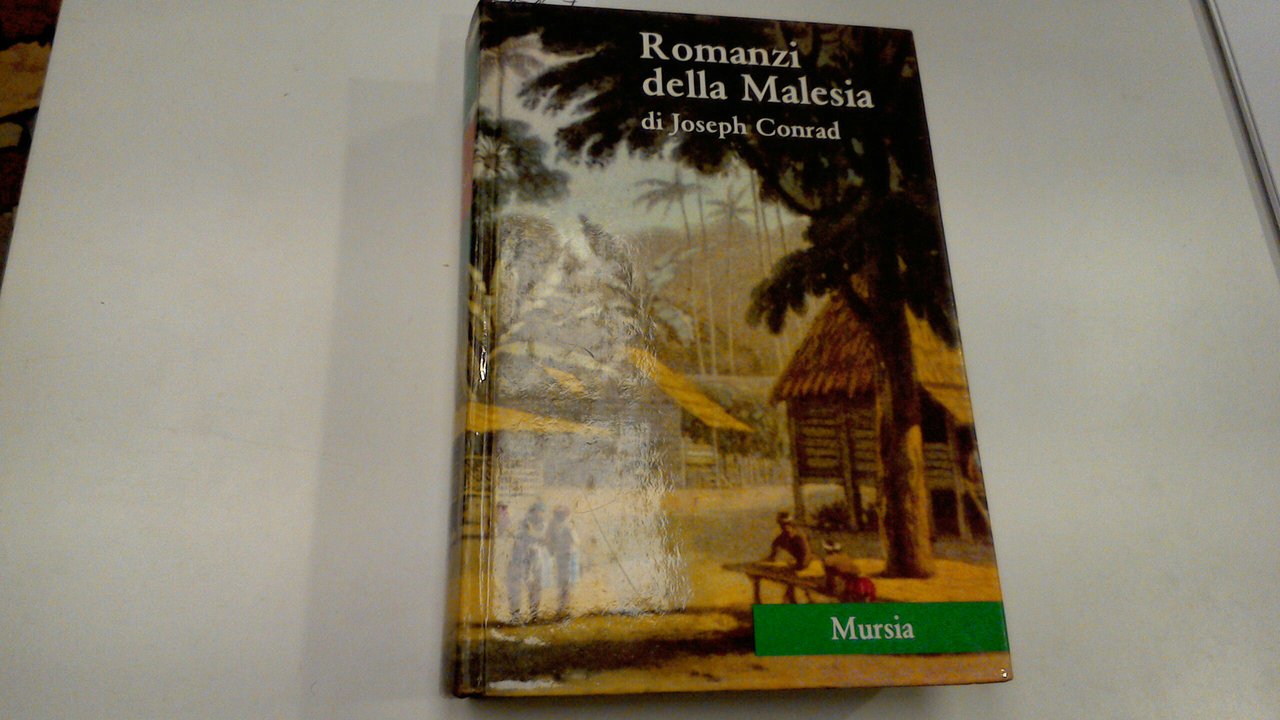 Romanzi
della Malesia
di Joseph Conrad
Mursia